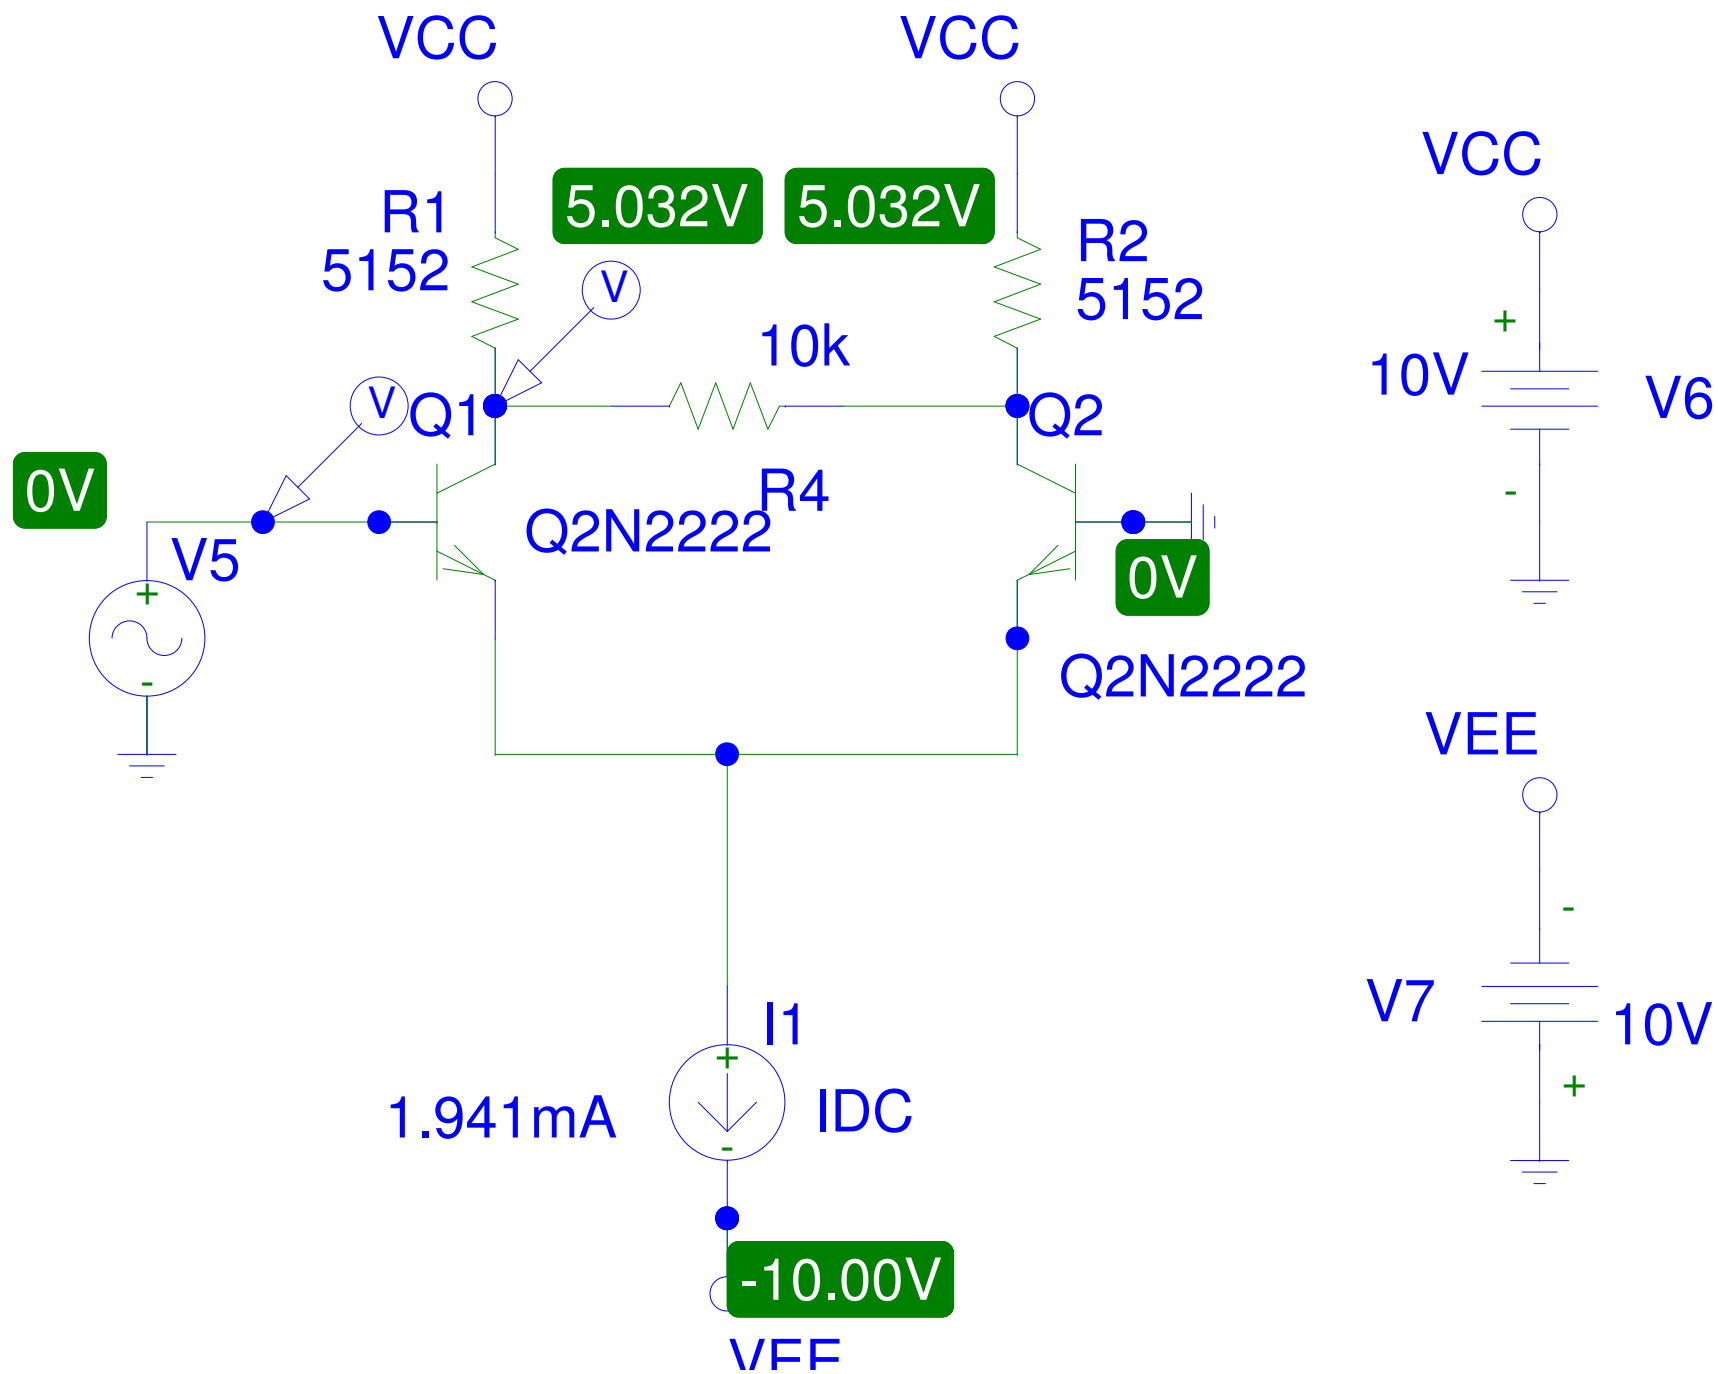 VCC
VCC
VCC
R1
5152
5.032V
5.032V
R2
5152
V
10k
+
10V
V6
V
Q1
Q2
0V
R4
-
Q2N2222
V5
0V
+
Q2N2222
-
VEE
-
V7
10V
I1
+
+
1.941mA
IDC
-
-10.00V
VEE